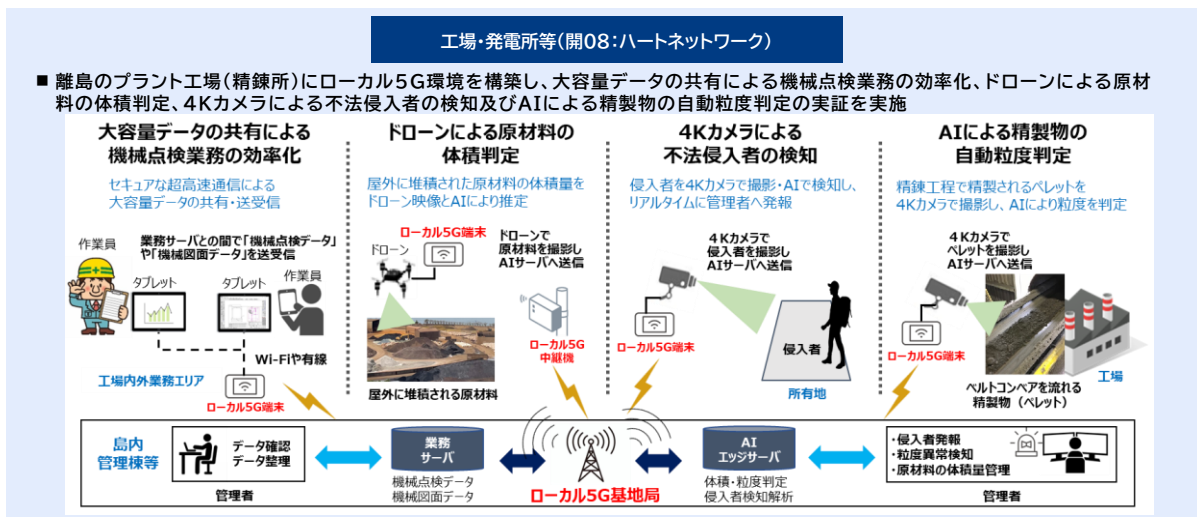 工場・発電所等(開08:ハートネットワーク)
■ 離島のプラント工場(精錬所)にローカル5G環境を構築し、大容量データの共有による機械点検業務の効率化、ドローンによる原材
料の体積判定、4Kカメラによる不法侵入者の検知及びAIによる精製物の自動粒度判定の実証を実施
大容量データの共有による
機械点検業務の効率化
セキュアな超高速通信による
大容量データの共有・送受信
作業員
業務サーバとの間で「機械点検データ」
や「機械図面データ」を送受信
タブレット
タブレット
作業員
Wi-Fiや有線
工場内外業務エリア
ローカル5G端末
ドローンによる原材料の
体積判定
屋外に堆積された原材料の体積量を
ドローン映像とAIにより推定
ローカル5G端末
ドローン
ドローンで
原材料を撮影し
AIサーバへ送信
ローカル5G
中継機
屋外に堆積される原材料
4Kカメラによる
不法侵入者の検知
侵入者を4Kカメラで撮影・AIで検知し、
リアルタイムに管理者へ発報
4Kカメラで
侵入者を撮影し
AIサーバへ送信
ローカル5G端末
侵入者
所有地
AIによる精製物の
自動粒度判定
精錬工程で精製されるペレットを
4Kカメラで撮影し、AIにより粒度を判定
4Kカメラで
ペレットを撮影し
AIサーバへ送信
ローカル5G端末
工場
ベルトコンベアを流れる
精製物(ペレット)
島内
管理棟等
データ確認
データ整理
管理者
業務
サーバ
機械点検データ
機械図面データ
ローカル5G基地局
AI
エッジサーバ
体積・粒度判定
侵入者検知解析
・侵入者発報
・粒度異常検知
・原材料の体積量管理
管理者